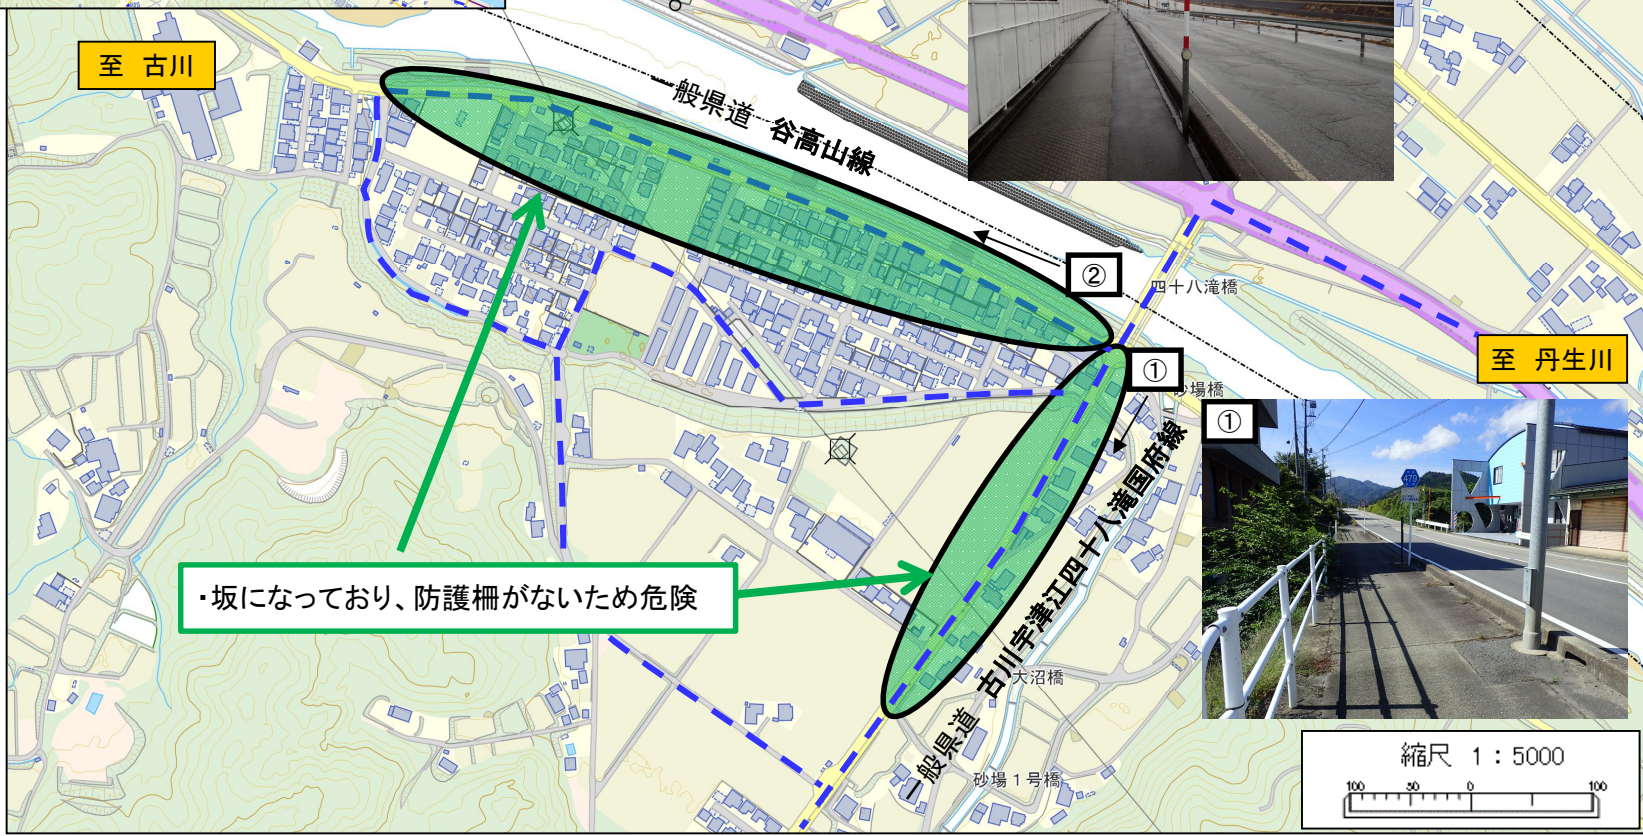 至 古川
一般県道 谷高山線
②
四十八滝橋
至 丹生川
①
砂場橋
①
479
・坂になっており、防護柵がないため危険
一般県道 古川宇津江四十八滝国府線
大沼橋
砂場1号橋
縮尺 1:5000
100 50 0 100